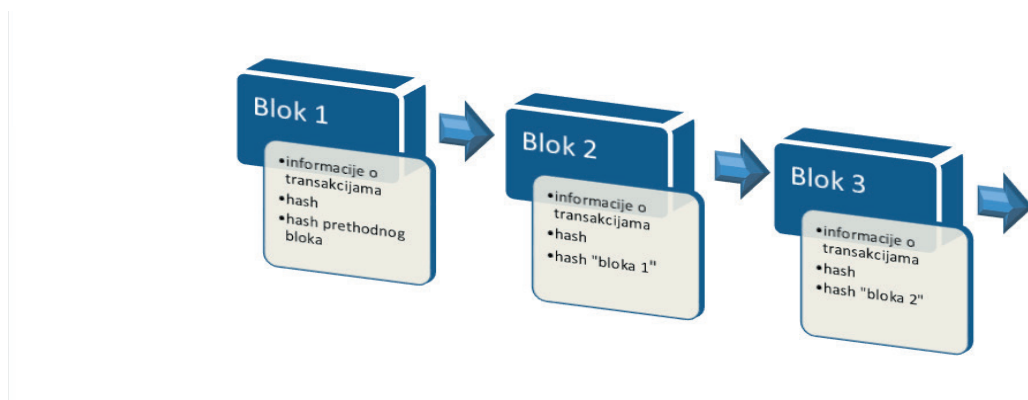 Blok 1
•informacije o
transakcijama
•hash
•hash prethodnog
bloka
Blok 2
•informacije o
transakcijama
•hash
•hash "bloka 1"
Blok 3
•informacije o
transakcijama
•hash
•hash "bloka 2"